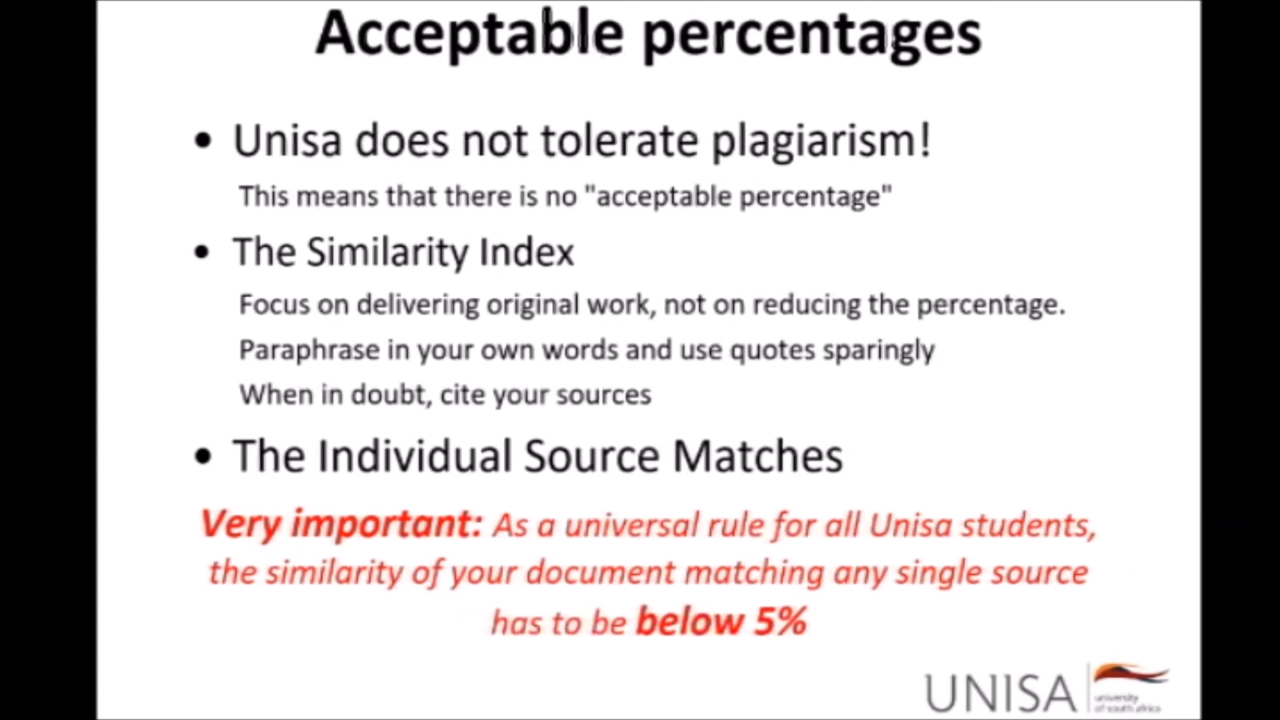 Acceptable percentages
• Unisa does not tolerate plagiarism!
This means that there is no "acceptable percentage"
• The Similarity Index
Focus on delivering original work, not on reducing the percentage.
Paraphrase in your own words and use quotes sparingly
When in doubt, cite your sources
• The Individual Source Matches
Very important: As a universal rule for all Unisa students,
the similarity of your document matching any single source
has to be below 5%
UNISA
university
of south africa